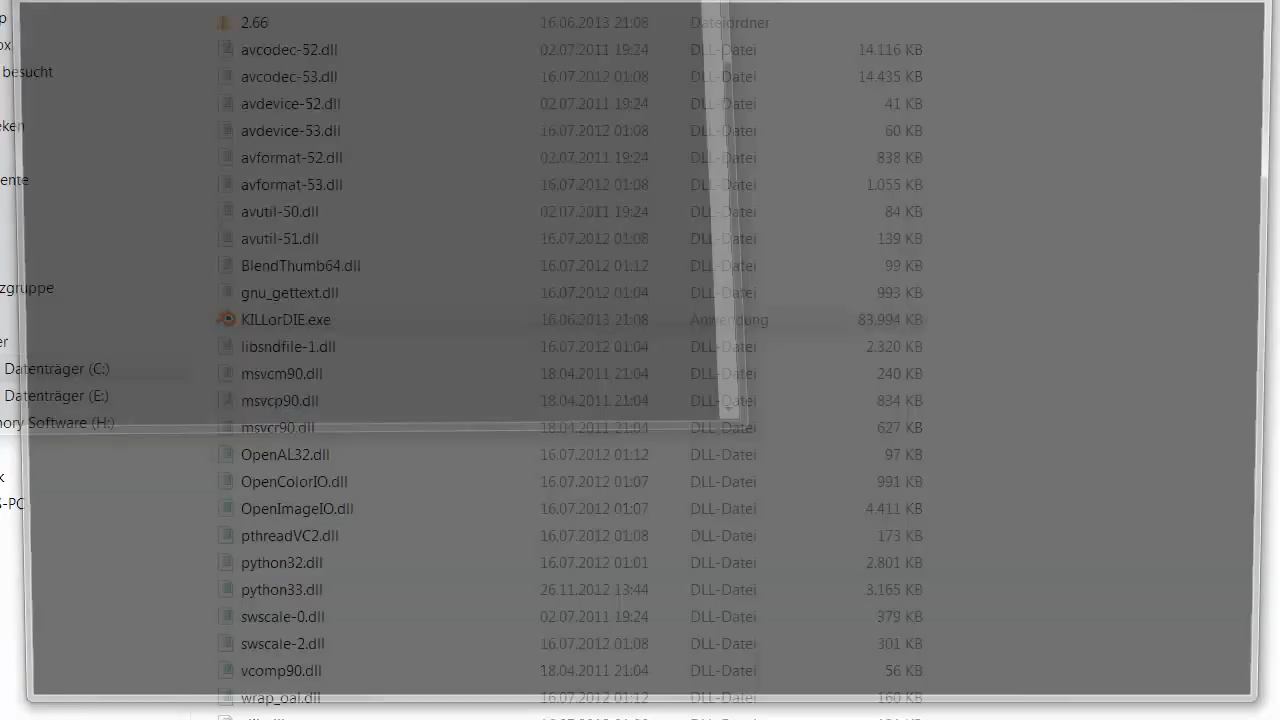 2.66 16.06.2013 21:08 Dateiordner
avcodec-52.dll 02.07.2011 19:24 DLL-Datei 14.116 KB
besucht
avcodec-53.dll 16.07.2012 01:08 DLL-Datei 14.435 KB
avdevice-52.dll 02.07.2011 19:24 DLL-Datei 41 KB
eken
avdevice-53.dll 16.07.2012 01:08 DLL-Datei 60 KB
avformat-52.dll 02.07.2011 19:24 DLL-Datei 838 KB
ente
avformat-53.dll 16.07.2012 01:08 DLL-Datei 1.055 KB
avutil-50.dll 02.07.2011 19:24 DLL-Datei 84 KB
avutil-51.dll 16.07.2012 01:08 DLL-Datei 139 KB
BlendThumb64.dll 16.07.2012 01:12 DLL-Datei 99 KB
zgruppe
gnu_gettext.dll 16.07.2012 01:04 DLL-Datei 993 KB
KILLorDIE.exe 16.06.2013 21:08 Anwendung 83.994 KB
er
libsndfile-1.dll 16.07.2012 01:04 DLL-Datei 2.320 KB
Datenträger (C:)
msvcm90.dll 18.04.2011 21:04 DLL-Datei 240 KB
Datenträger (E:)
msvcp90.dll 18.04.2011 21:04 DLL-Datei 834 KB
ory Software (H:)
msvcr90.dll 18.04.2011 21:04 DLL-Datei 627 KB
OpenAL32.dll 16.07.2012 01:12 DLL-Datei 97 KB
k
OpenColorIO.dll 16.07.2012 01:07 DLL-Datei 991 KB
S-PC
OpenImageIO.dll 16.07.2012 01:07 DLL-Datei 4.411 KB
pthreadVC2.dll 16.07.2012 01:08 DLL-Datei 173 KB
python32.dll 16.07.2012 01:01 DLL-Datei 2.801 KB
python33.dll 26.11.2012 13:44 DLL-Datei 3.165 KB
swscale-0.dll 02.07.2011 19:24 DLL-Datei 379 KB
swscale-2.dll 16.07.2012 01:08 DLL-Datei 301 KB
vcomp90.dll 18.04.2011 21:04 DLL-Datei 56 KB
wrap_oal.dll 16.07.2012 01:12 DLL-Datei 160 KB